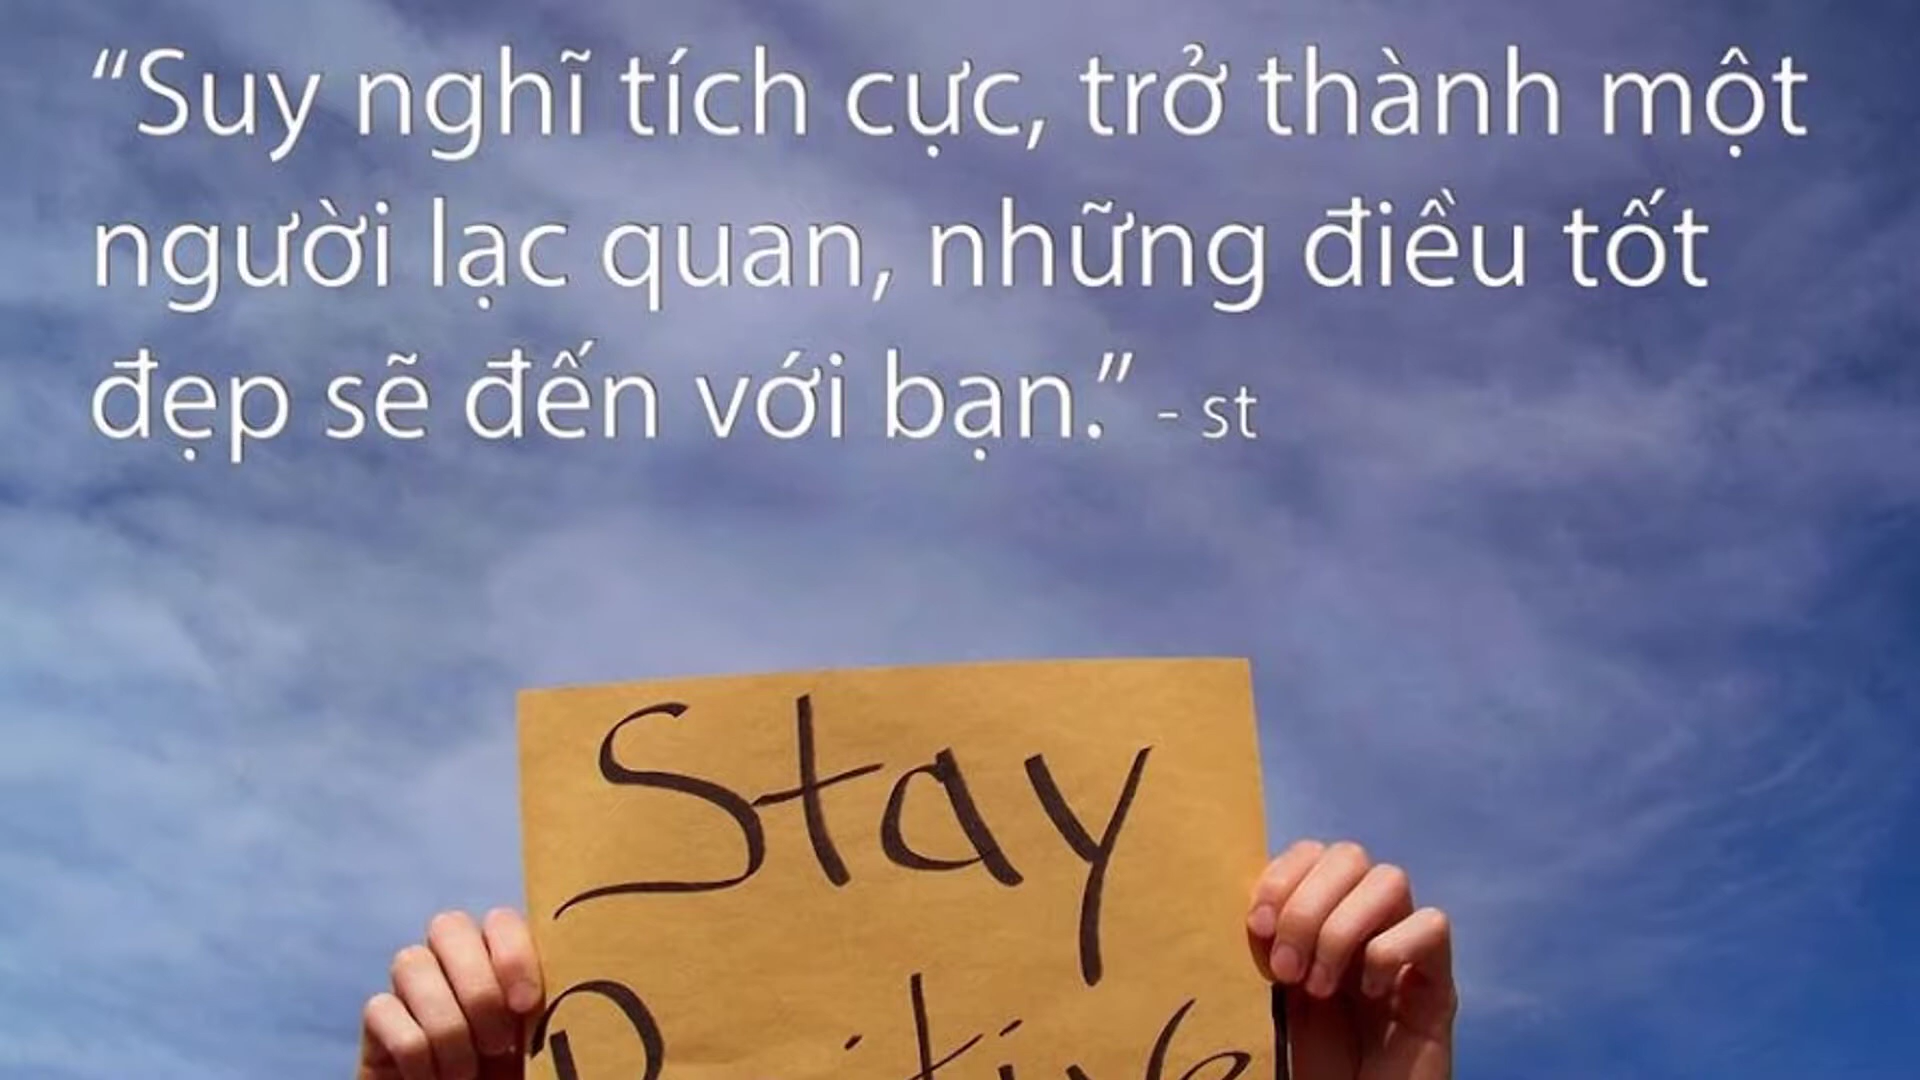 “Suy nghĩ tích cực, trở thành một
người lạc quan, những điều tốt
đẹp sẽ đến với bạn.” - st
Stay
Positive